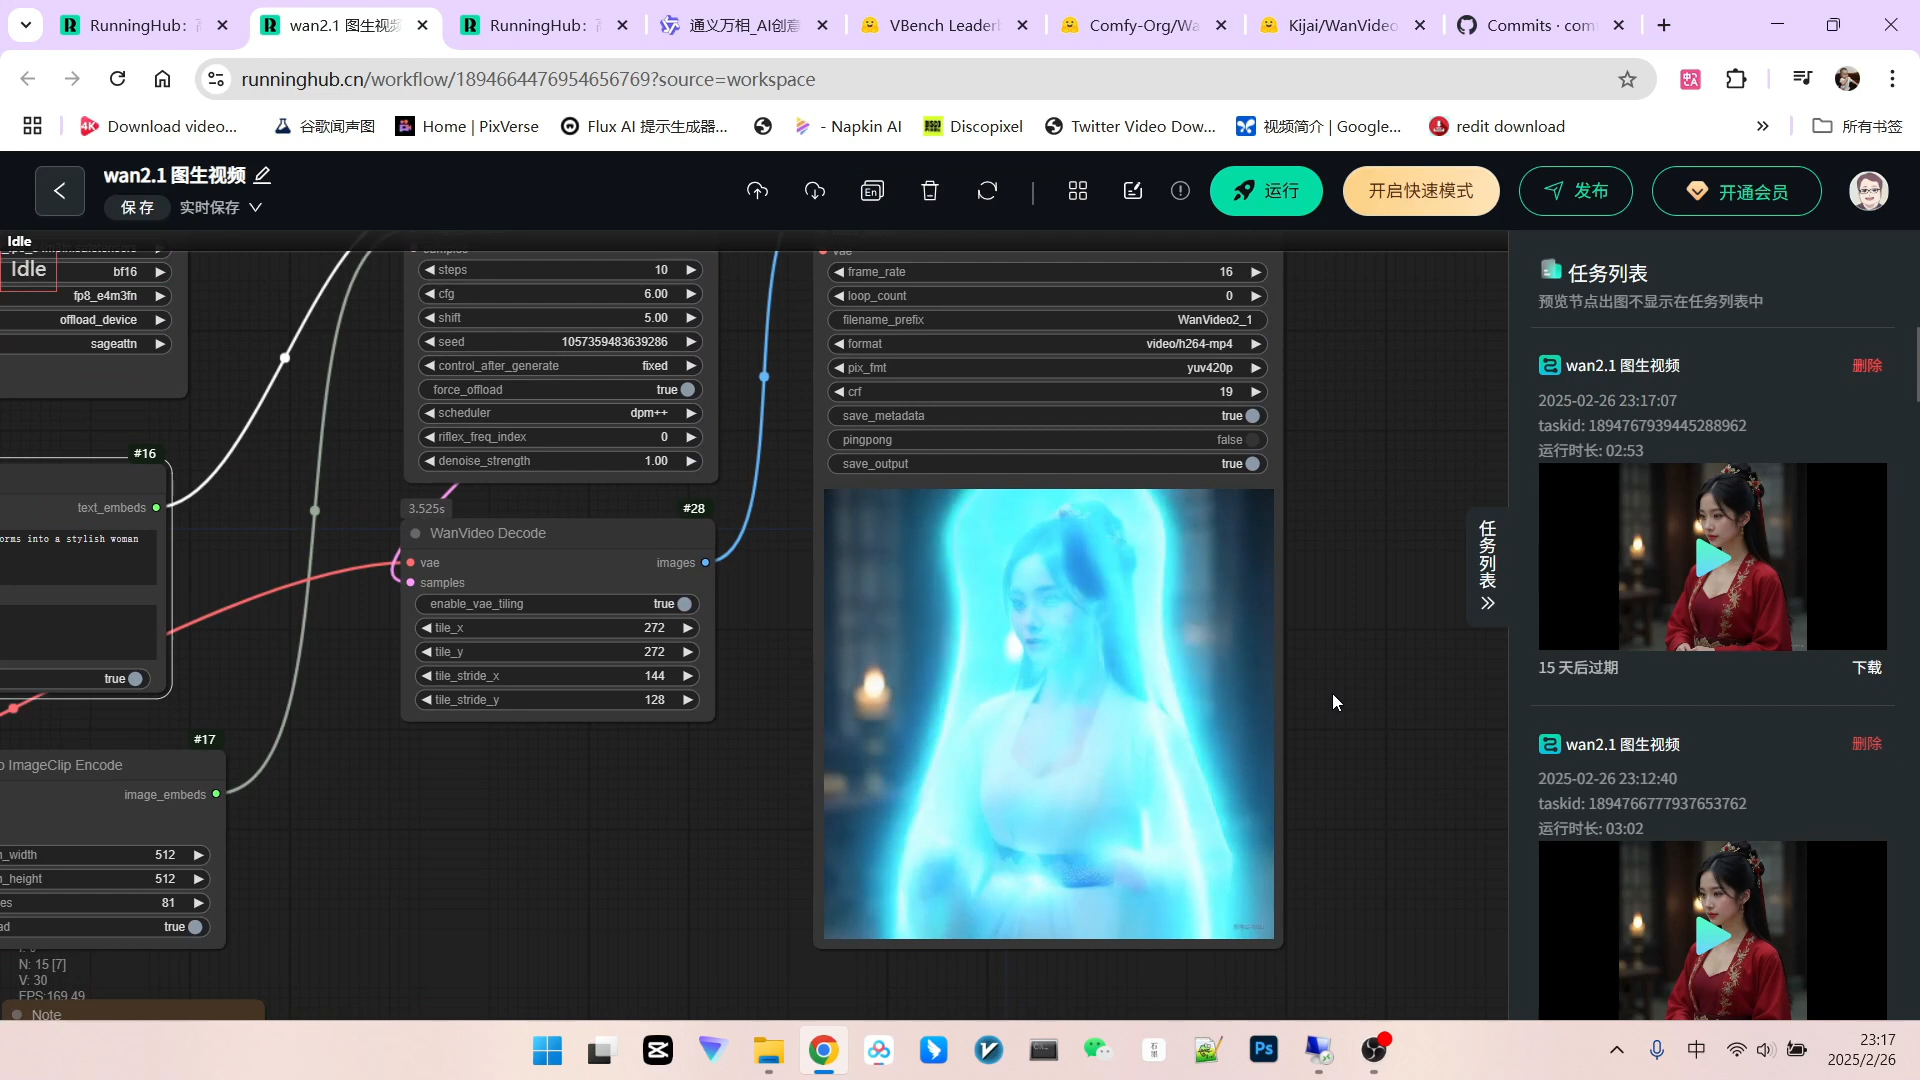 RunningHub：
wan2.1 图生视频
RunningHub：
通义万相_AI创意
VBench Leader
Comfy-Org/Wa
Kijai/WanVideo
Commits · com
runninghub.cn/workflow/1894664476954656769?source=workspace
Download video...
谷歌闻声图
Home | PixVerse
Flux AI 提示生成器...
- Napkin AI
Discopixel
Twitter Video Dow...
视频简介 | Google...
redit download
所有书签
wan2.1 图生视频
保存
实时保存
运行
开启快速模式
发布
开通会员
Idle
Idle
bf16
fp8_e4m3fn
offload_device
sageattn
#16
text_embeds
orms into a stylish woman
true
#17
o ImageClip Encode
image_embeds
n_width 512
n_height 512
es 81
ad true
N: 15 [7]
V: 30
FPS:169.49
Note
samples
steps 10
cfg 6.00
shift 5.00
seed 1057359483639286
control_after_generate fixed
force_offload true
scheduler dpm++
riflex_freq_index 0
denoise_strength 1.00
3.525s
#28
WanVideo Decode
vae images
samples
enable_vae_tiling true
tile_x 272
tile_y 272
tile_stride_x 144
tile_stride_y 128
vae
frame_rate 16
loop_count 0
filename_prefix WanVideo2_1
format video/h264-mp4
pix_fmt yuv420p
crf 19
save_metadata true
pingpong false
save_output true
任务列表
任务列表
预览节点出图不显示在任务列表中
wan2.1 图生视频 删除
2025-02-26 23:17:07
taskid: 1894767939445288962
运行时长: 02:53
15 天后过期 下载
wan2.1 图生视频 删除
2025-02-26 23:12:40
taskid: 1894766777937653762
运行时长: 03:02
Ps
中
23:17
2025/2/26